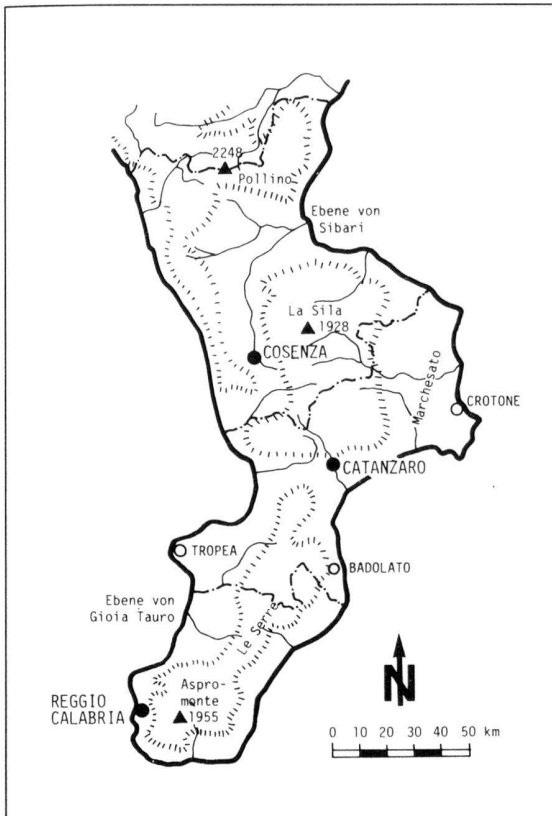 2248
Pollino
Ebene von
Sibari
La Sila
1928
COSENZA
Marchesato
CROTONE
CATANZARO
TROPEA
BADOLATO
Ebene von
Gioia Tauro
Le Serre
Aspro-
monte
1955
REGGIO
CALABRIA
N
0 10 20 30 40 50 km